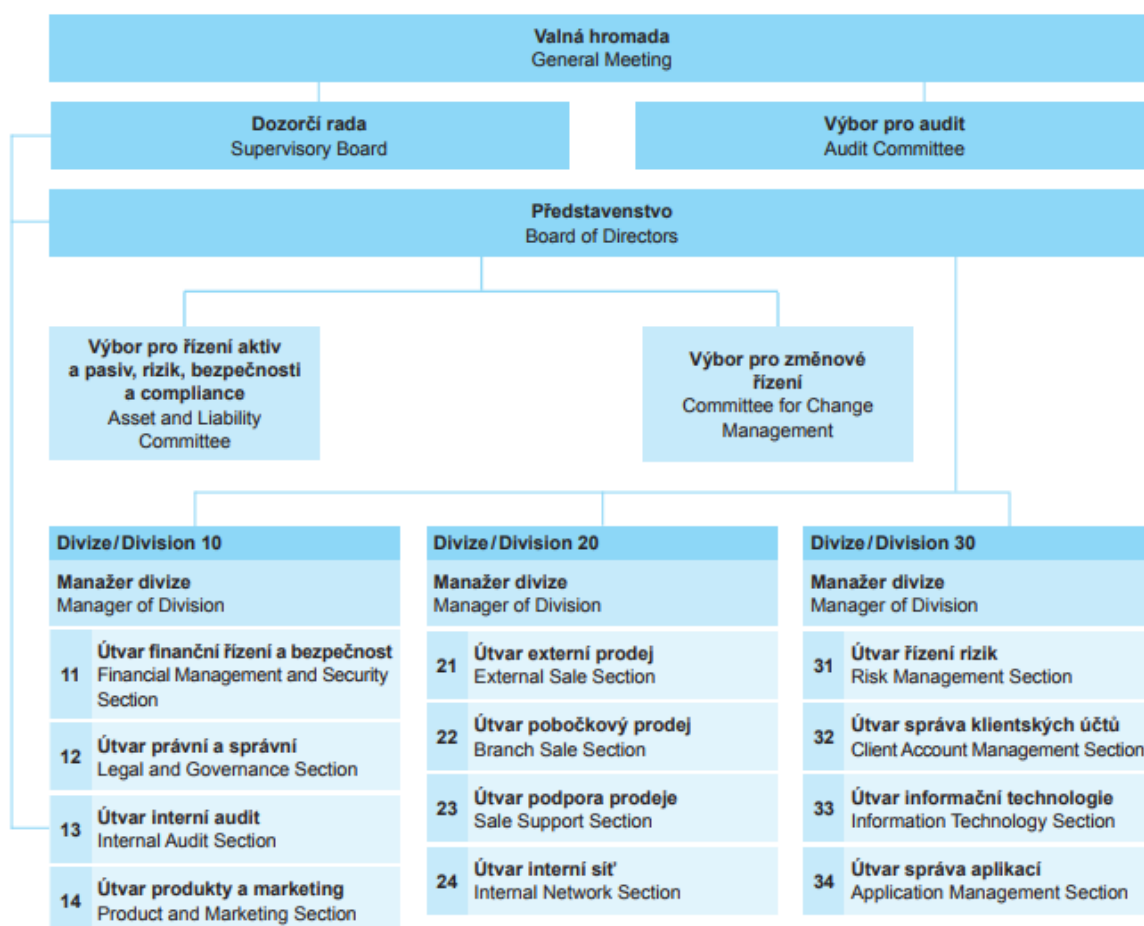 Valná hromada
General Meeting
Dozorčí rada
Supervisory Board
Výbor pro audit
Audit Committee
Představenstvo
Board of Directors
Výbor pro řízení aktiv
a pasiv, rizik, bezpečnosti
a compliance
Asset and Liability
Committee
Výbor pro změnové
řízení
Committee for Change
Management
Divize/Division 10
Manažer divize
Manager of Division
11
Útvar finanční řízení a bezpečnost
Financial Management and Security
Section
12
Útvar právní a správní
Legal and Governance Section
13
Útvar interní audit
Internal Audit Section
14
Útvar produkty a marketing
Product and Marketing Section
Divize/Division 20
Manažer divize
Manager of Division
21
Útvar externí prodej
External Sale Section
22
Útvar pobočkový prodej
Branch Sale Section
23
Útvar podpora prodeje
Sale Support Section
24
Útvar interní síť
Internal Network Section
Divize/Division 30
Manažer divize
Manager of Division
31
Útvar řízení rizik
Risk Management Section
32
Útvar správa klientských účtů
Client Account Management Section
33
Útvar informační technologie
Information Technology Section
34
Útvar správa aplikací
Application Management Section